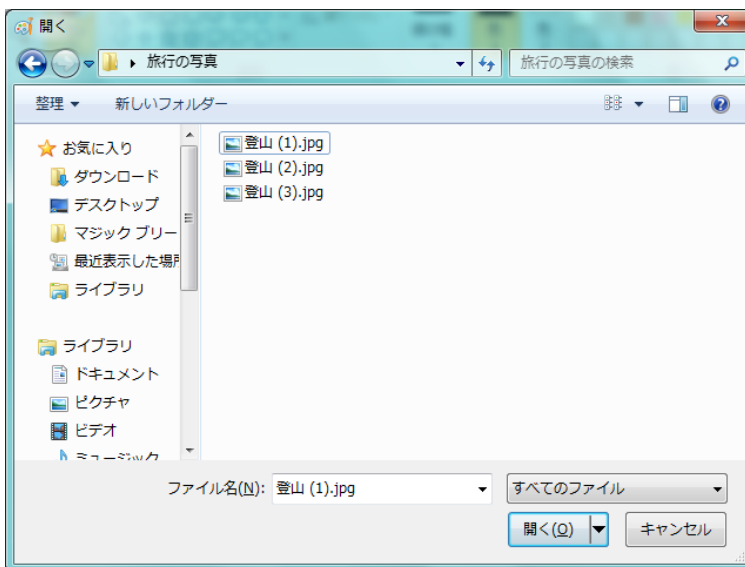 開く
旅行の写真
旅行の写真の検索
整理
新しいフォルダー
お気に入り
ダウンロード
デスクトップ
マジック ブリー
最近表示した場所
ライブラリ
ライブラリ
ドキュメント
ピクチャ
ビデオ
ミュージック
登山 (1).jpg
登山 (2).jpg
登山 (3).jpg
ファイル名(N): 登山 (1).jpg
すべてのファイル
開く(O)
キャンセル